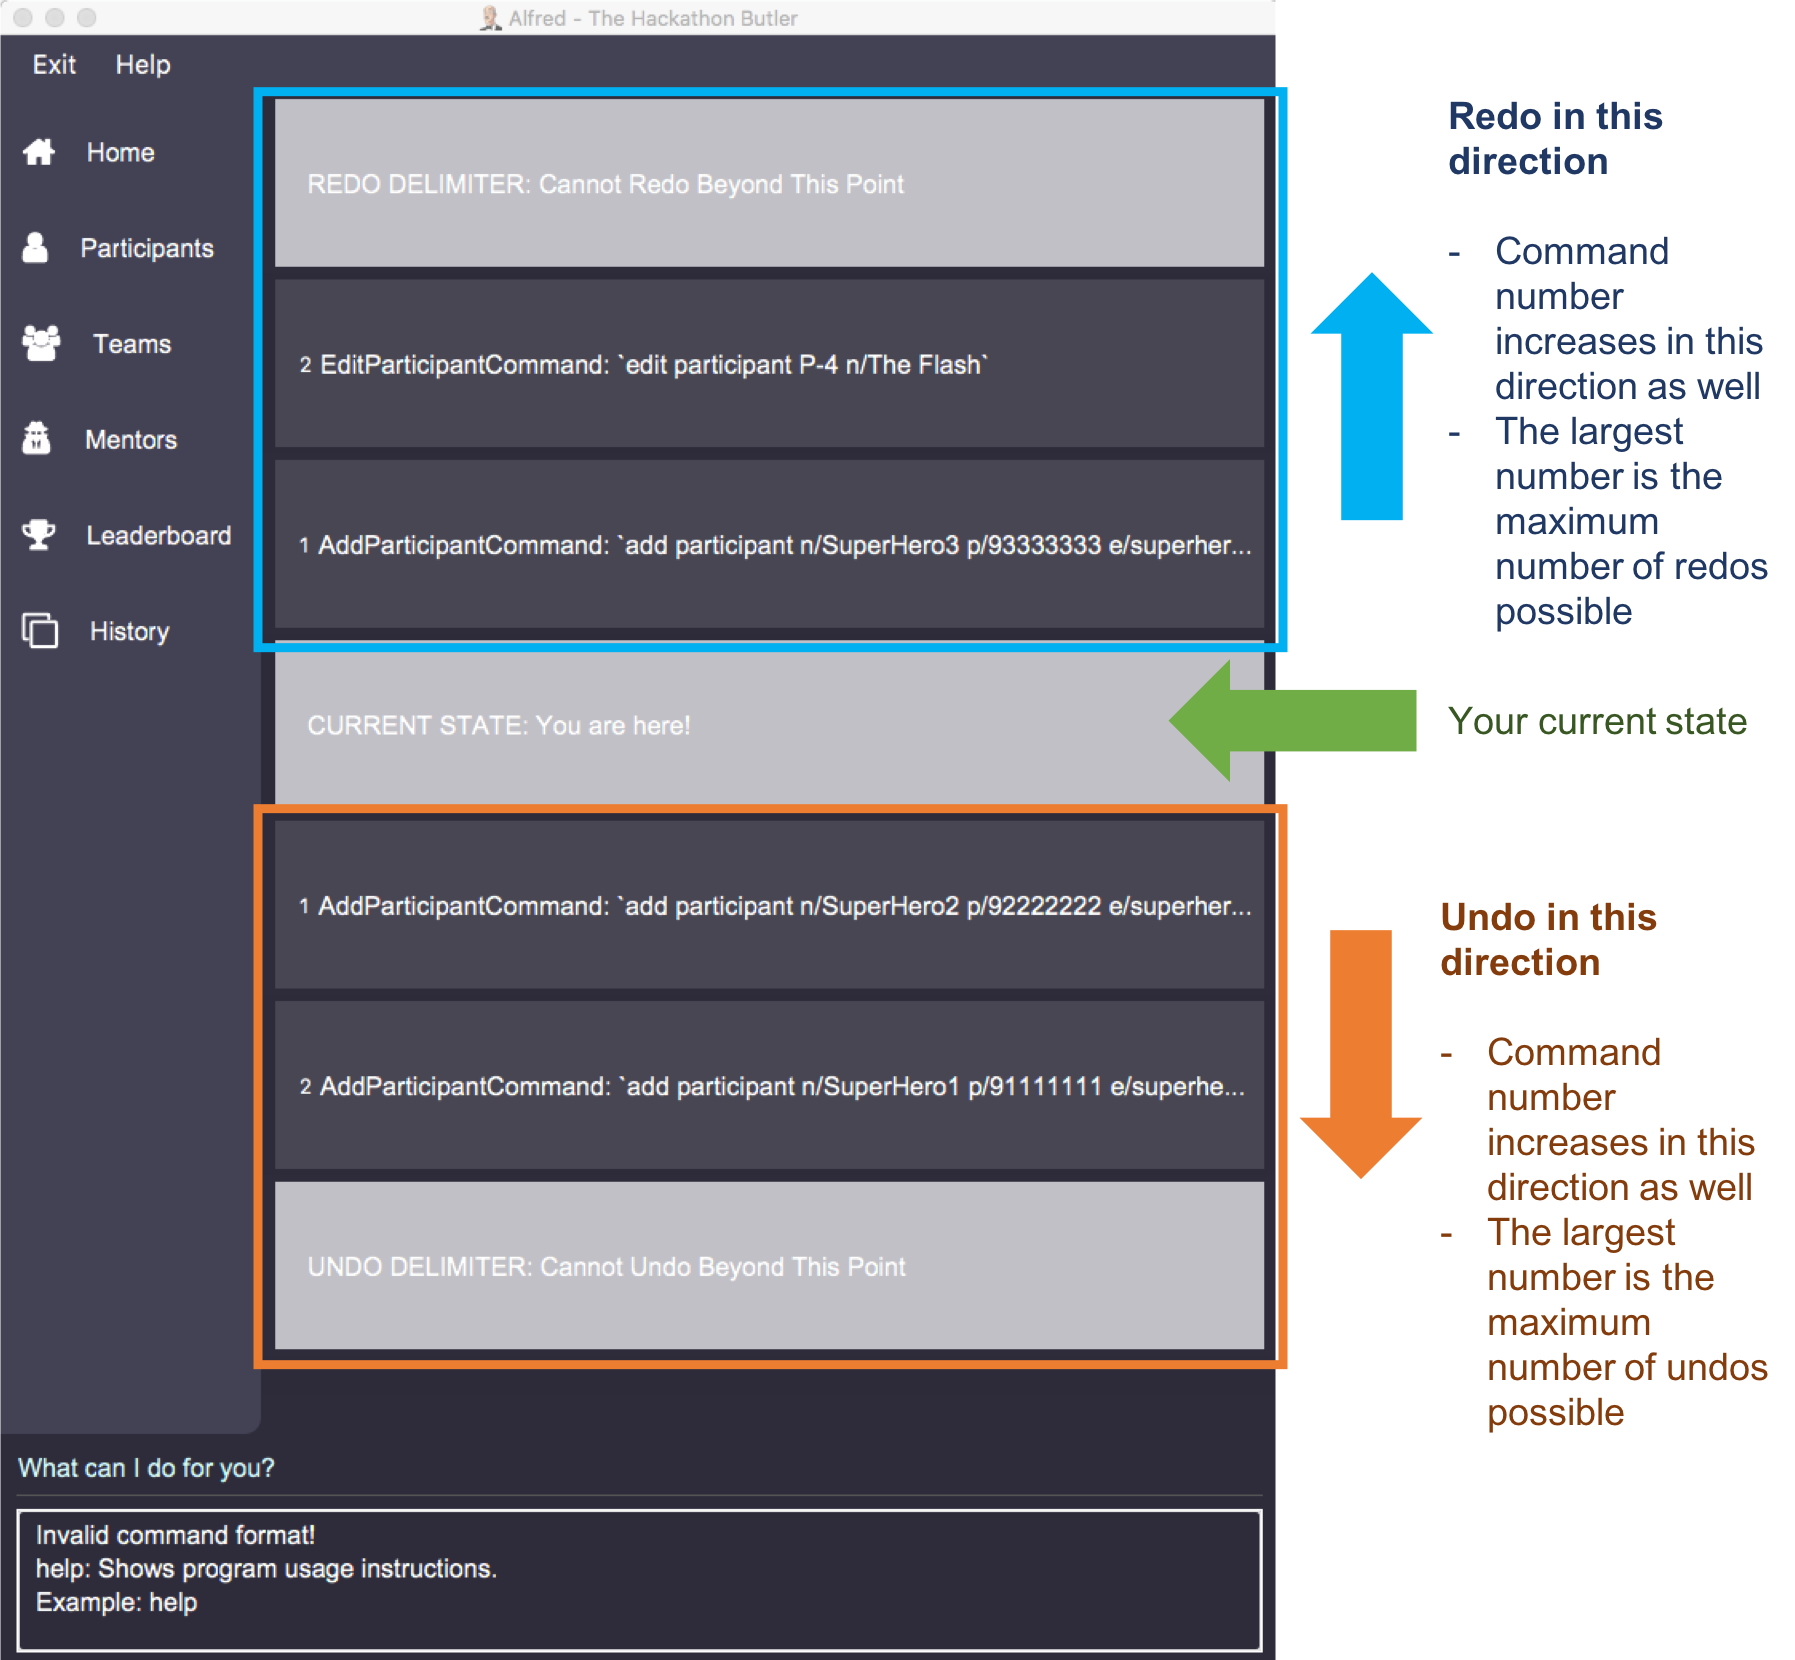 Alfred - The Hackathon Butler
Exit Help
Home
Participants
Teams
Mentors
Leaderboard
History
REDO DELIMITER: Cannot Redo Beyond This Point
2 EditParticipantCommand: `edit participant P-4 n/The Flash`
1 AddParticipantCommand: `add participant n/SuperHero3 p/93333333 e/superher...
CURRENT STATE: You are here!
1 AddParticipantCommand: `add participant n/SuperHero2 p/92222222 e/superher...
2 AddParticipantCommand: `add participant n/SuperHero1 p/91111111 e/superhe...
UNDO DELIMITER: Cannot Undo Beyond This Point
What can I do for you?
Invalid command format!
help: Shows program usage instructions.
Example: help
Redo in this
direction
- Command
number
increases in this
direction as well
- The largest
number is the
maximum
number of redos
possible
Your current state
Undo in this
direction
- Command
number
increases in this
direction as well
- The largest
number is the
maximum
number of undos
possible